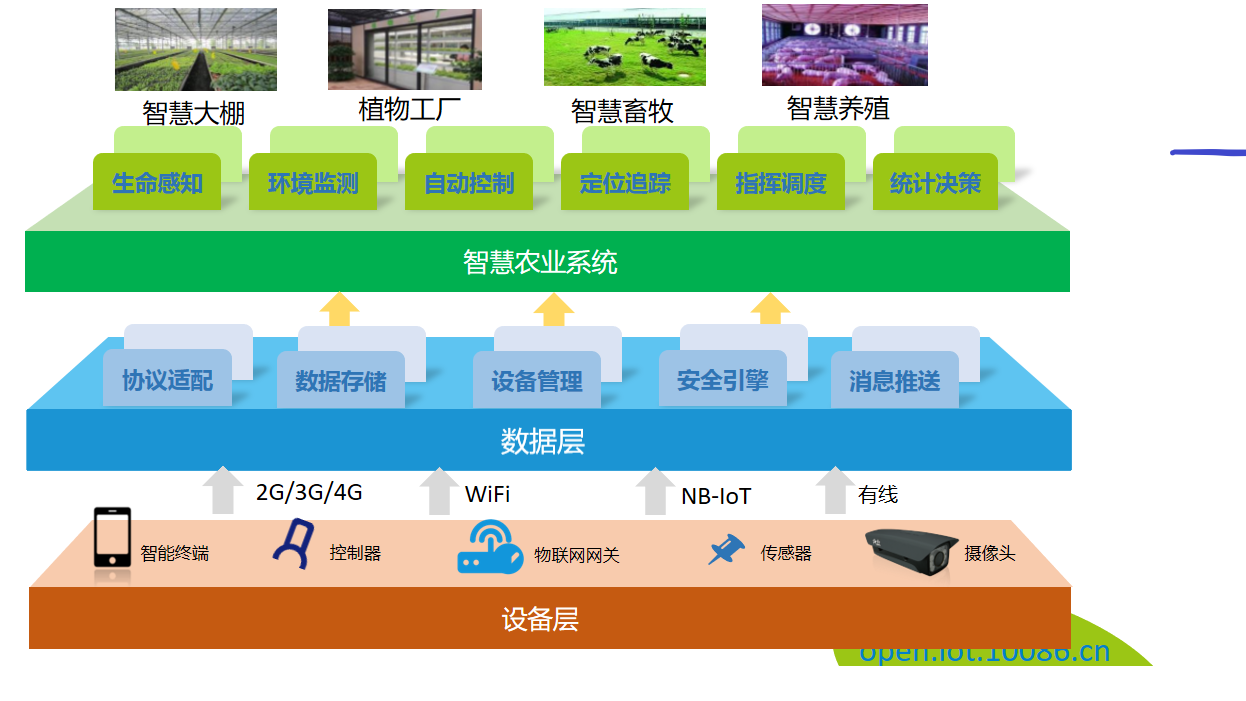 智慧大棚
植物工厂
智慧畜牧
智慧养殖
生命感知
环境监测
自动控制
定位追踪
指挥调度
统计决策
智慧农业系统
协议适配
数据存储
设备管理
安全引擎
消息推送
数据层
2G/3G/4G
WiFi
NB-IoT
有线
智能终端
控制器
物联网网关
传感器
摄像头
设备层
open.iot.10086.cn